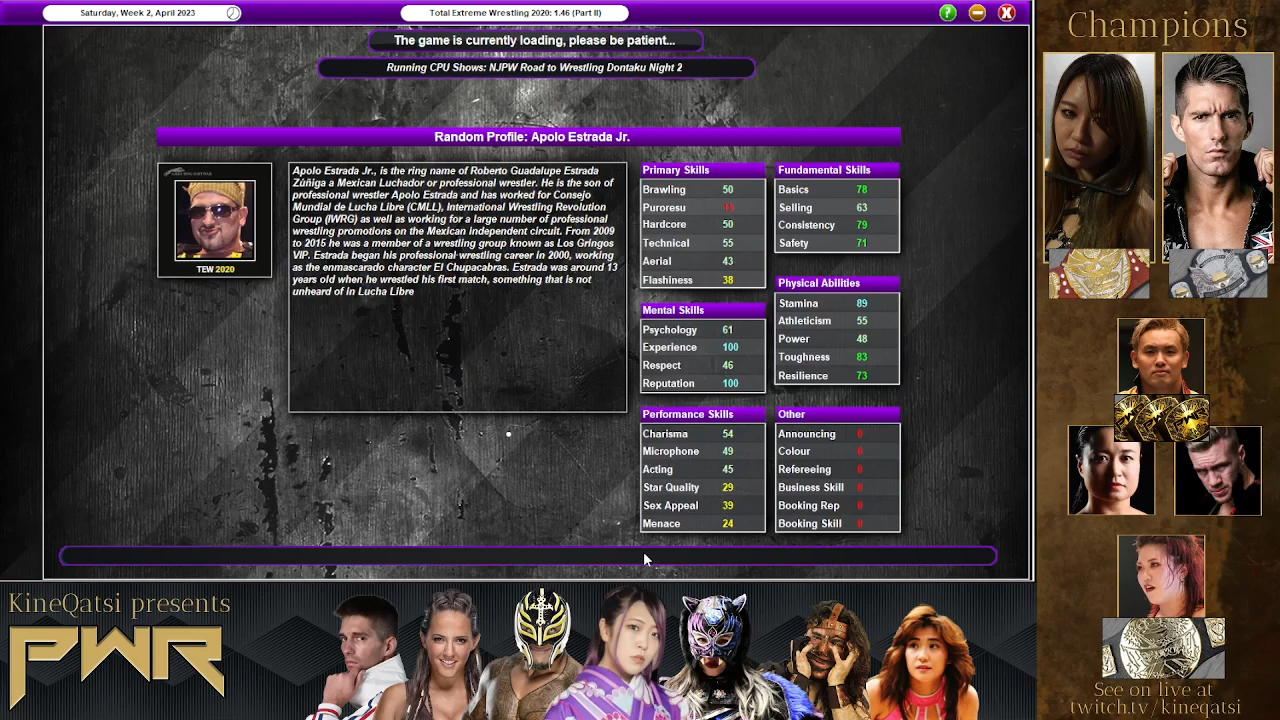 Saturday, Week 2, April 2023
Total Extreme Wrestling 2020: 1.46 (Part II)
The game is currently loading, please be patient...
Running CPU Shows: NJPW Road to Wrestling Dontaku Night 2
Random Profile: Apolo Estrada Jr.
TEW 2020
Apolo Estrada Jr., is the ring name of Roberto Guadalupe Estrada
Zúñiga a Mexican Luchador or professional wrestler. He is the son of
professional wrestler Apolo Estrada and has worked for Consejo
Mundial de Lucha Libre (CMLL), International Wrestling Revolution
Group (IWRG) as well as working for a large number of professional
wrestling promotions on the Mexican independent circuit. From 2009
to 2015 he was a member of a wrestling group known as Los Gringos
VIP. Estrada began his professional wrestling career in 2000, working
as the enmascarado character El Chupacabras. Estrada was around 13
years old when he wrestled his first match, something that is not
unheard of in Lucha Libre
Primary Skills
Brawling 50
Puroresu
Hardcore 50
Technical 55
Aerial 43
Flashiness 38
Mental Skills
Psychology 61
Experience 100
Respect 46
Reputation 100
Performance Skills
Charisma 54
Microphone 49
Acting 45
Star Quality 29
Sex Appeal 39
Menace 24
Fundamental Skills
Basics 78
Selling 63
Consistency 79
Safety 71
Physical Abilities
Stamina 89
Athleticism 55
Power 48
Toughness 83
Resilience 73
Other
Announcing 0
Colour 0
Refereeing 0
Business Skill 0
Booking Rep 0
Booking Skill 0
Champions
KineQatsi presents
PWR
See on live at
twitch.tv/kineqatsi